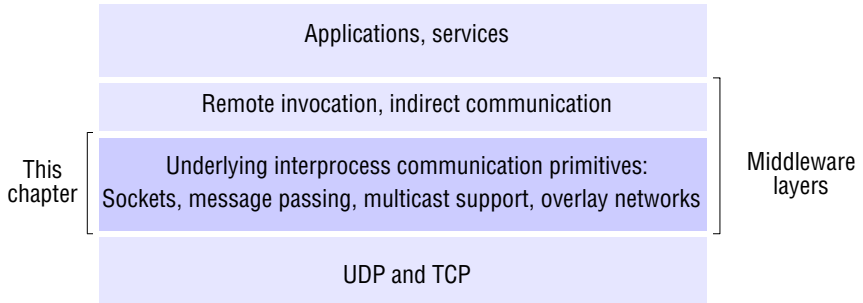 Applications, services
Remote invocation, indirect communication
This
chapter
Underlying interprocess communication primitives:
Sockets, message passing, multicast support, overlay networks
Middleware
layers
UDP and TCP